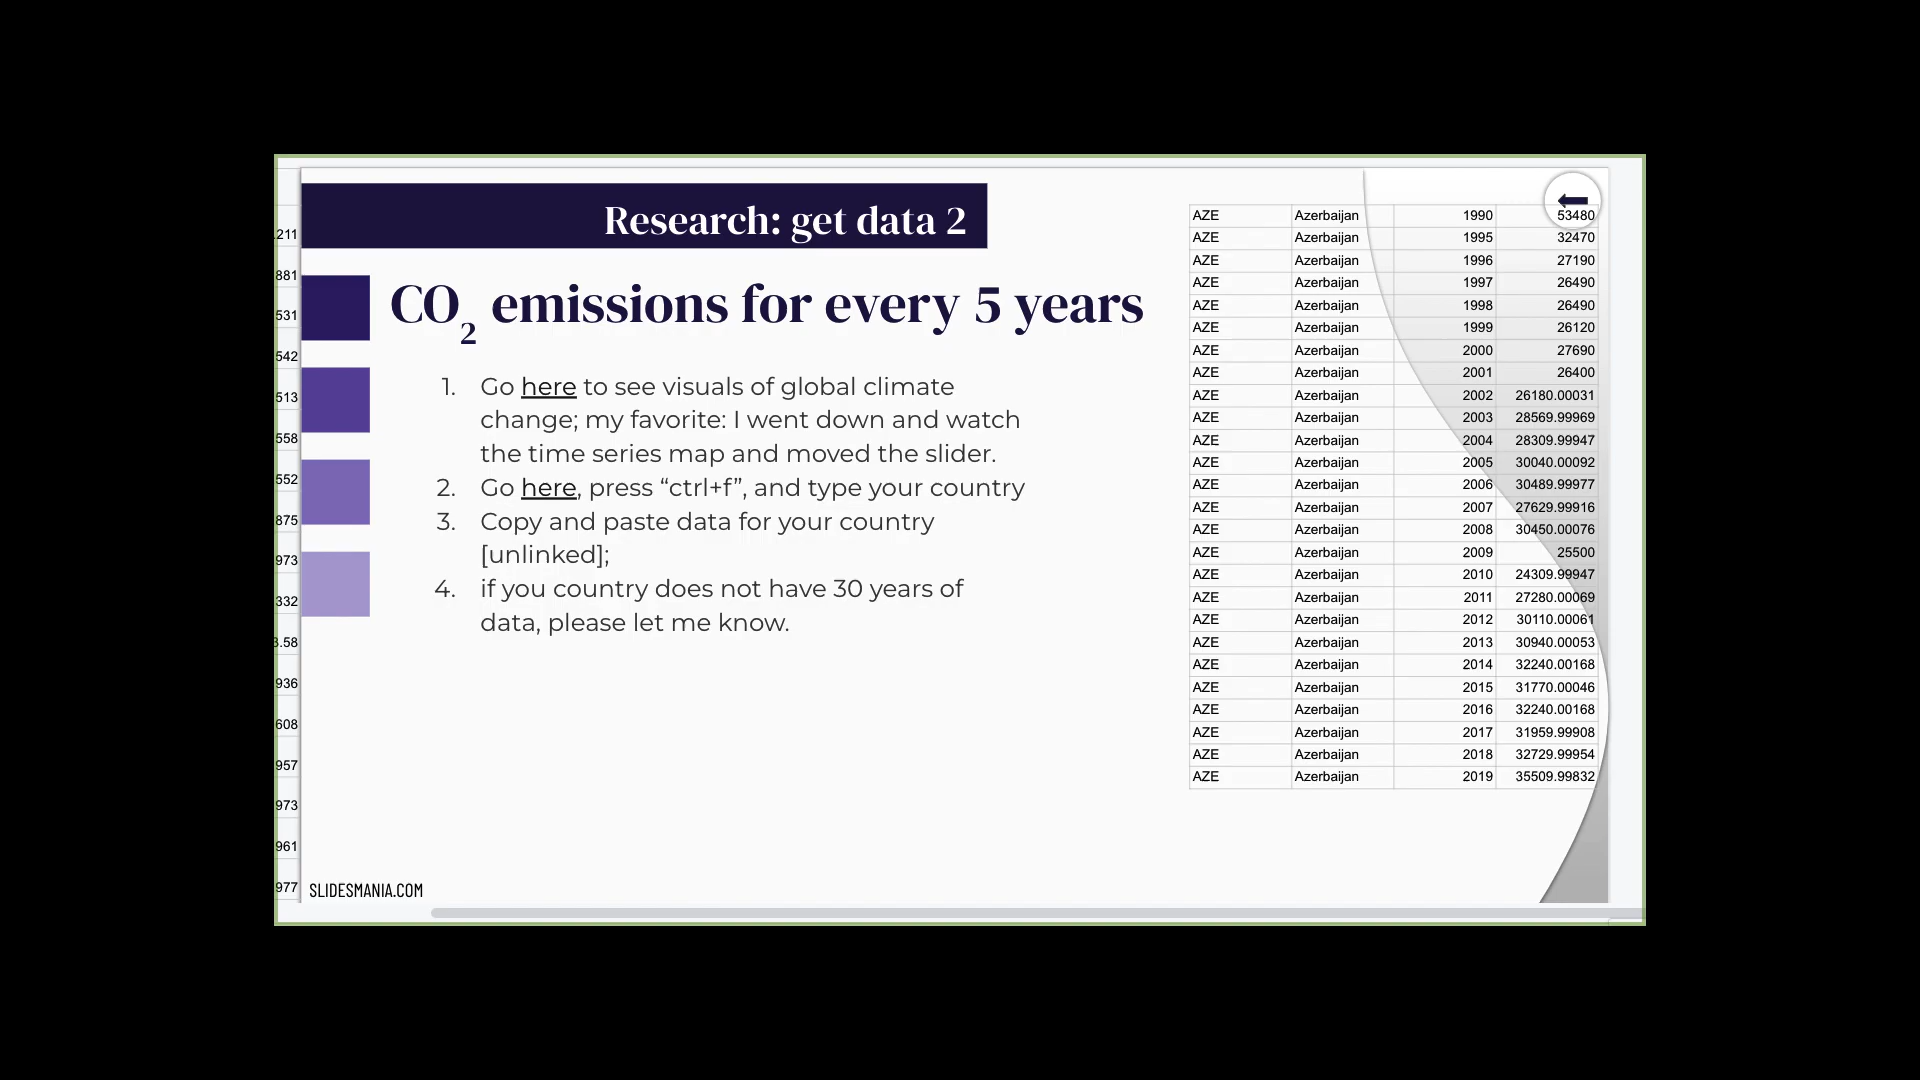 Research: get data 2
CO2 emissions for every 5 years
1. Go here to see visuals of global climate
change; my favorite: I went down and watch
the time series map and moved the slider.
2. Go here, press “ctrl+f”, and type your country
3. Copy and paste data for your country
[unlinked];
4. if you country does not have 30 years of
data, please let me know.
AZE Azerbaijan 1990 53480
AZE Azerbaijan 1995 32470
AZE Azerbaijan 1996 27190
AZE Azerbaijan 1997 26490
AZE Azerbaijan 1998 26490
AZE Azerbaijan 1999 26120
AZE Azerbaijan 2000 27690
AZE Azerbaijan 2001 26400
AZE Azerbaijan 2002 26180.00031
AZE Azerbaijan 2003 28569.99969
AZE Azerbaijan 2004 28309.99947
AZE Azerbaijan 2005 30040.00092
AZE Azerbaijan 2006 30489.99977
AZE Azerbaijan 2007 27629.99916
AZE Azerbaijan 2008 30450.00076
AZE Azerbaijan 2009 25500
AZE Azerbaijan 2010 24309.99947
AZE Azerbaijan 2011 27280.00069
AZE Azerbaijan 2012 30110.00061
AZE Azerbaijan 2013 30940.00053
AZE Azerbaijan 2014 32240.00168
AZE Azerbaijan 2015 31770.00046
AZE Azerbaijan 2016 32240.00168
AZE Azerbaijan 2017 31959.99908
AZE Azerbaijan 2018 32729.99954
AZE Azerbaijan 2019 35509.99832
.211
881
531
542
513
558
552
875
973
332
3.58
936
608
957
973
961
977
SLIDESMANIA.COM